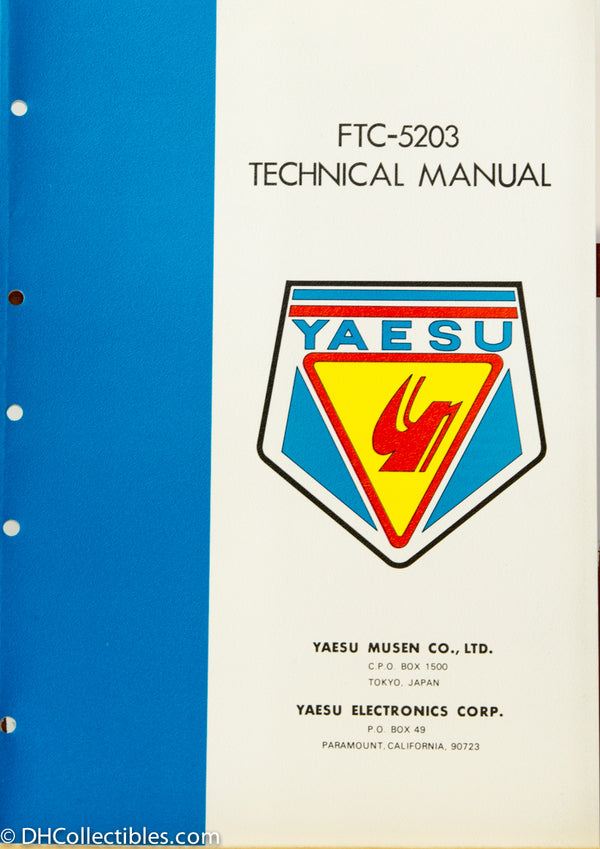 FTC-5203
TECHNICAL MANUAL
YAESU
YAESU MUSEN CO., LTD.
C.P.O. BOX 1500
TOKYO, JAPAN
YAESU ELECTRONICS CORP.
P.O. BOX 49
PARAMOUNT, CALIFORNIA, 90723
© DHCollectibles.com